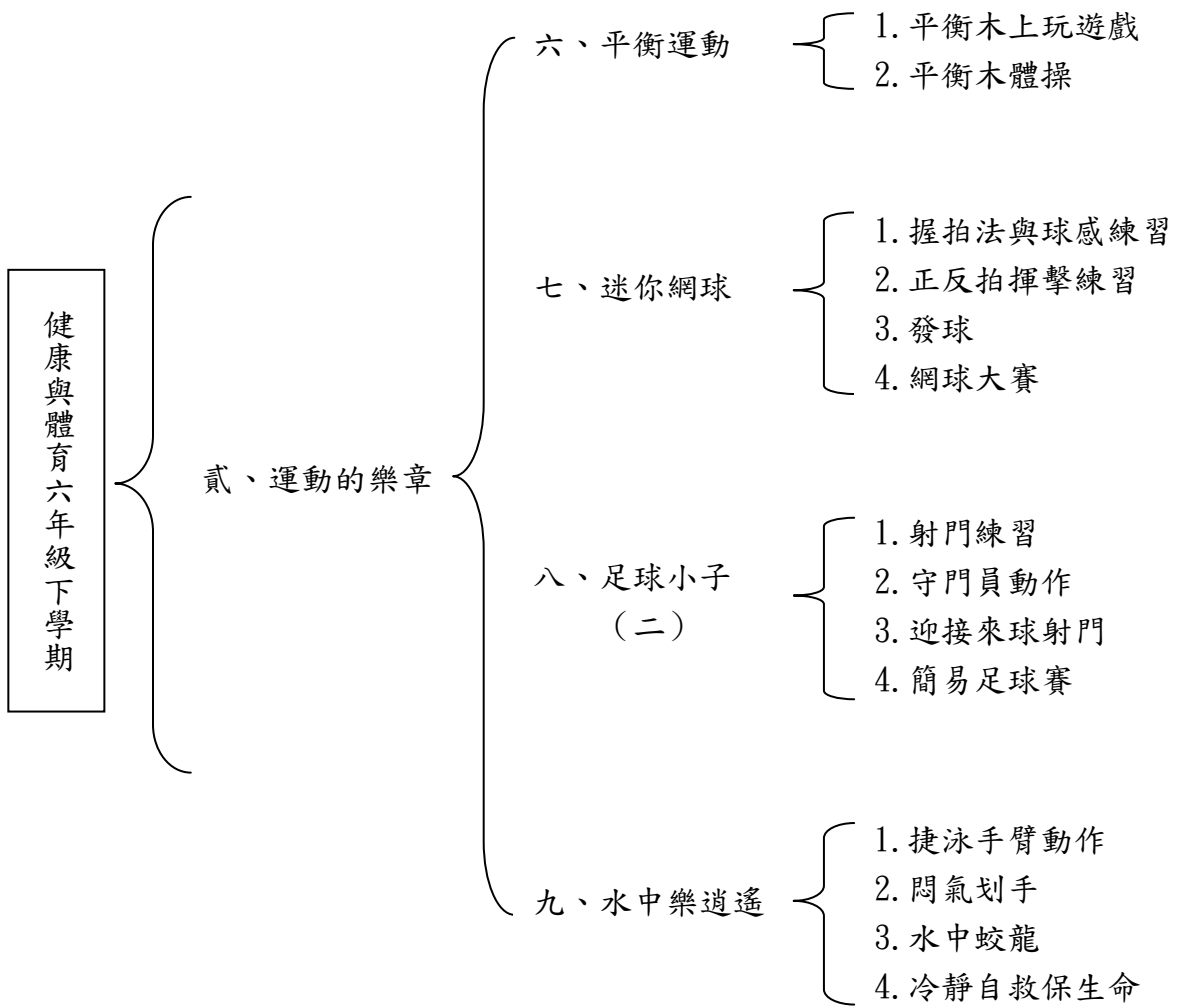 健康與體育六年級下學期
貳、運動的樂章
六、平衡運動
1.平衡木上玩遊戲
2.平衡木體操
七、迷你網球
1.握拍法與球感練習
2.正反拍揮擊練習
3.發球
4.網球大賽
八、足球小子
（二）
1.射門練習
2.守門員動作
3.迎接來球射門
4.簡易足球賽
九、水中樂逍遙
1.捷泳手臂動作
2.悶氣划手
3.水中蛟龍
4.冷靜自救保生命